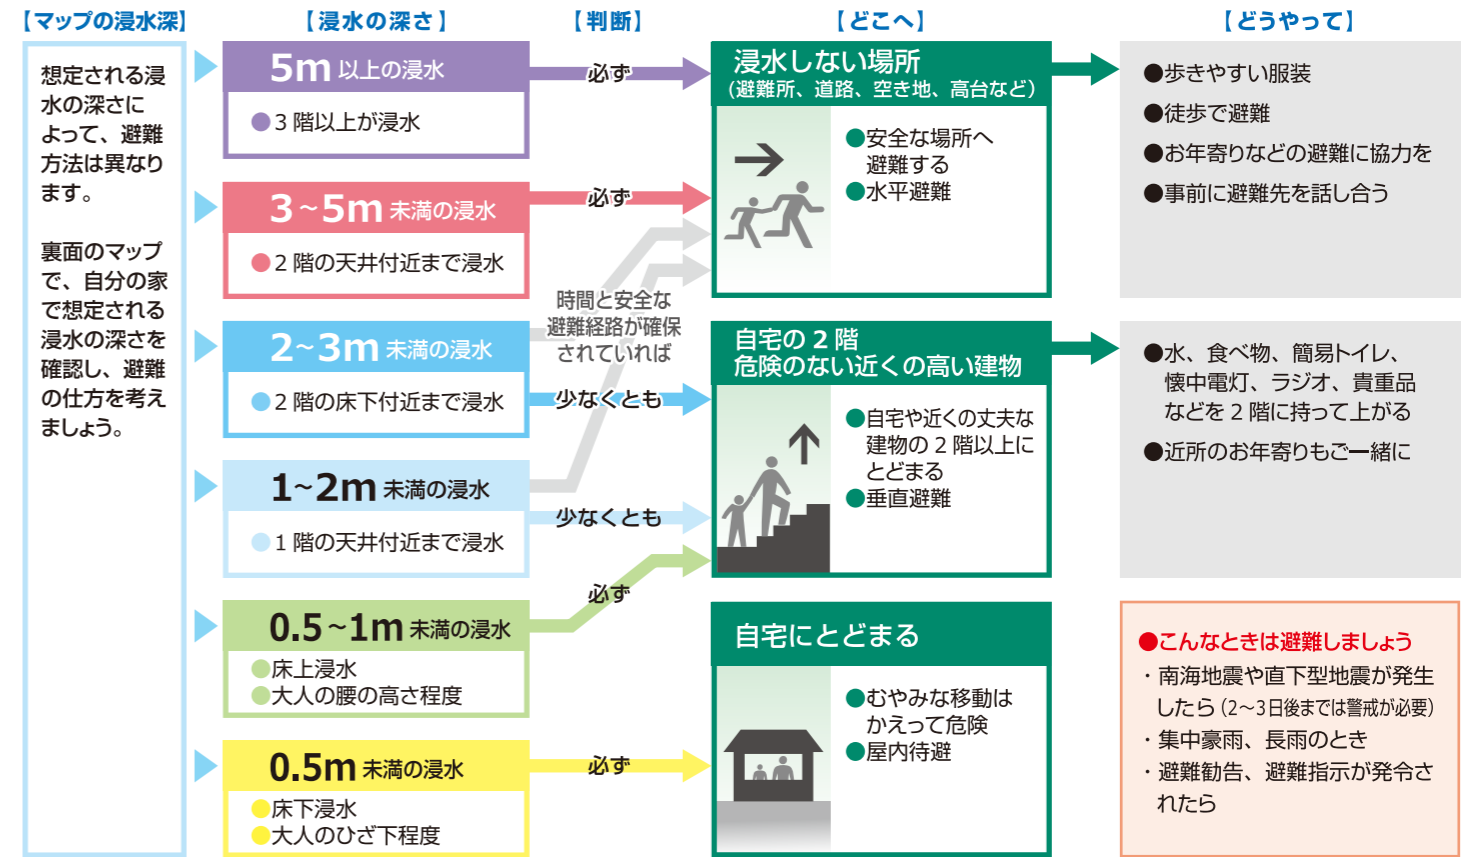 【マップの浸水深】
【浸水の深さ】
【判断】
【どこへ】
【どうやって】
想定される浸
水の深さに
よって、避難
方法は異なり
ます。
裏面のマップ
で、自分の家
で想定される
浸水の深さを
確認し、避難
の仕方を考え
ましょう。
5m 以上の浸水
●3 階以上が浸水
必ず
3～5m 未満の浸水
●2 階の天井付近まで浸水
必ず
2～3m 未満の浸水
●2 階の床下付近まで浸水
時間と安全な
避難経路が確保
されていれば
少なくとも
1～2m 未満の浸水
●1 階の天井付近まで浸水
少なくとも
0.5～1m 未満の浸水
●床上浸水
●大人の腰の高さ程度
必ず
0.5m 未満の浸水
●床下浸水
●大人のひざ下程度
必ず
浸水しない場所
（避難所、道路、空き地、高台など）
●安全な場所へ
避難する
●水平避難
自宅の 2 階
危険のない近くの高い建物
●自宅や近くの丈夫な
建物の 2 階以上に
とどまる
●垂直避難
自宅にとどまる
●むやみな移動は
かえって危険
●屋内待避
●歩きやすい服装
●徒歩で避難
●お年寄りなどの避難に協力を
●事前に避難先を話し合う
●水、食べ物、簡易トイレ、
懐中電灯、ラジオ、貴重品
などを 2 階に持って上がる
●近所のお年寄りもご一緒に
●こんなときは避難しましょう
・南海地震や直下型地震が発生
したら（2～3日後までは警戒が必要）
・集中豪雨、長雨のとき
・避難勧告、避難指示が発令さ
れたら